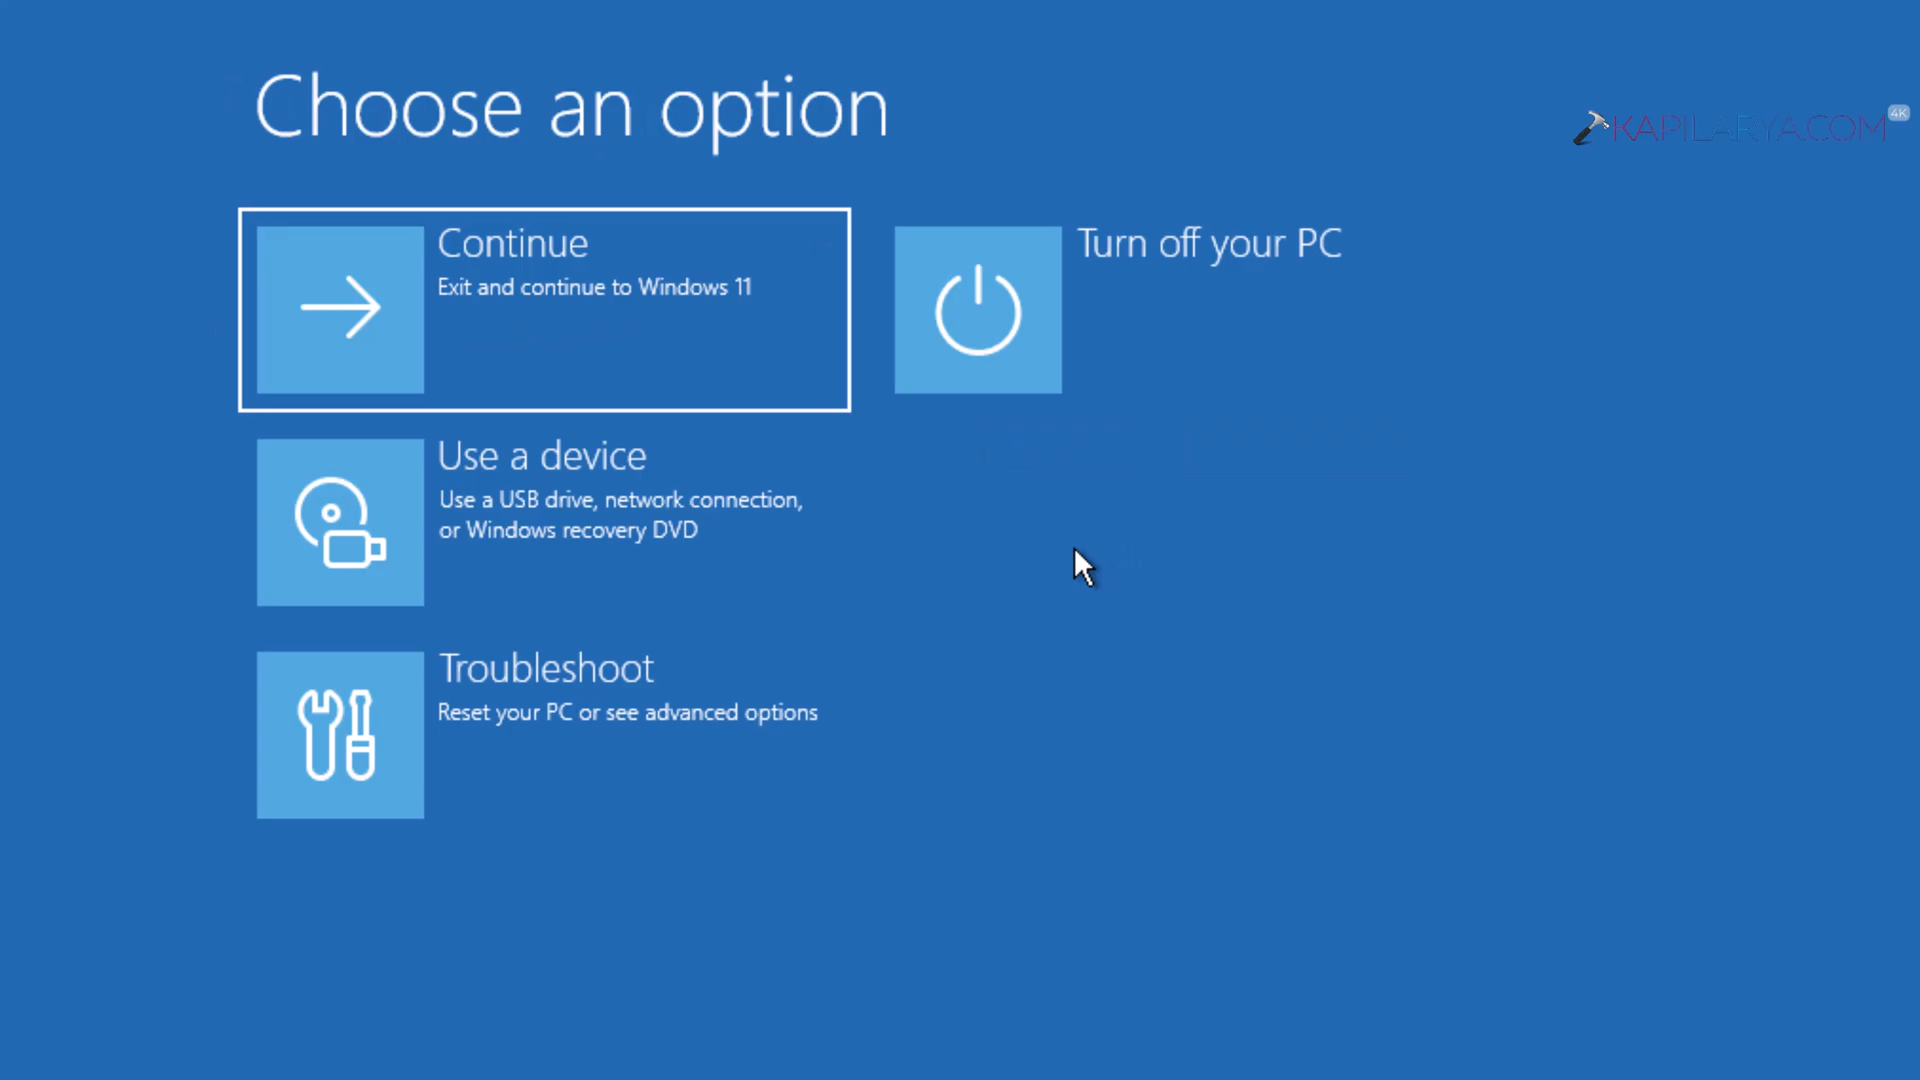 Choose an option
KAPILARYA.COM
4K
Continue
Exit and continue to Windows 11
Turn off your PC
Use a device
Use a USB drive, network connection,
or Windows recovery DVD
Troubleshoot
Reset your PC or see advanced options